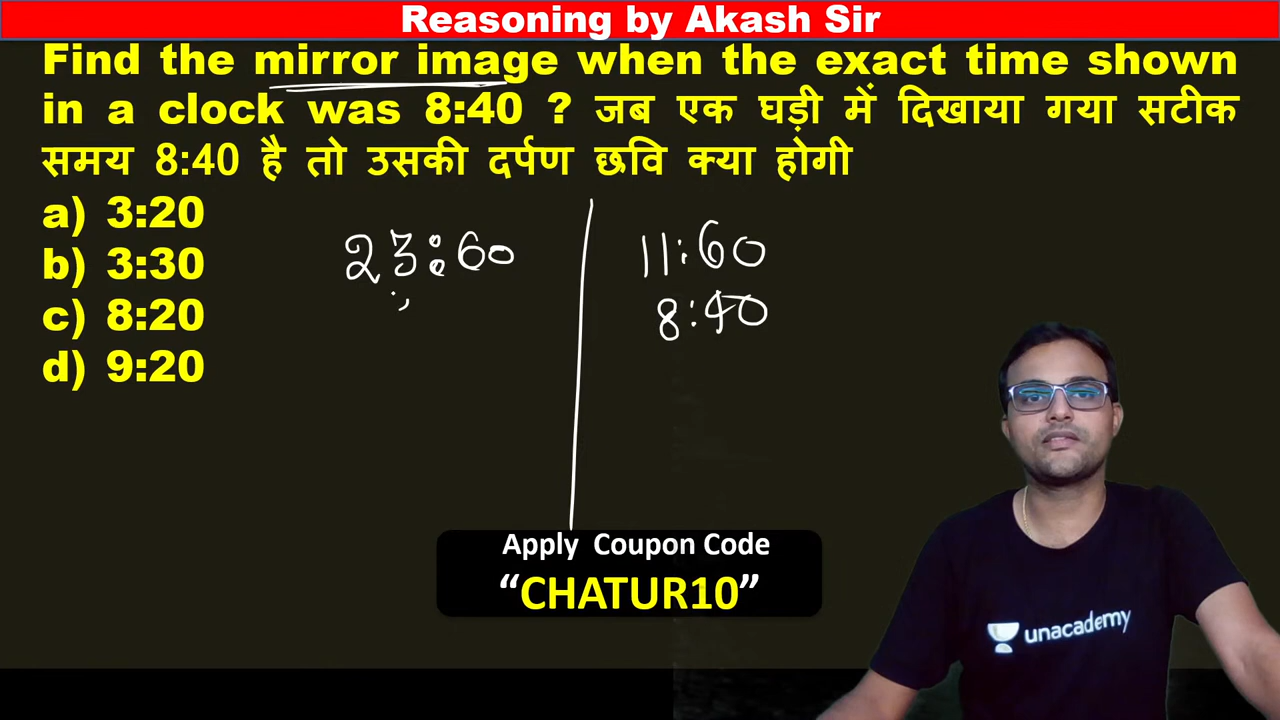 Reasoning by Akash Sir
Find the mirror image when the exact time shown
in a clock was 8:40 ? जब एक घड़ी में दिखाया गया सटीक
समय 8:40 है तो उसकी दर्पण छवि क्या होगी
a) 3:20
b) 3:30
c) 8:20
d) 9:20
23:60
11:60
8:40
Apply Coupon Code
“CHATUR10”
unacademy